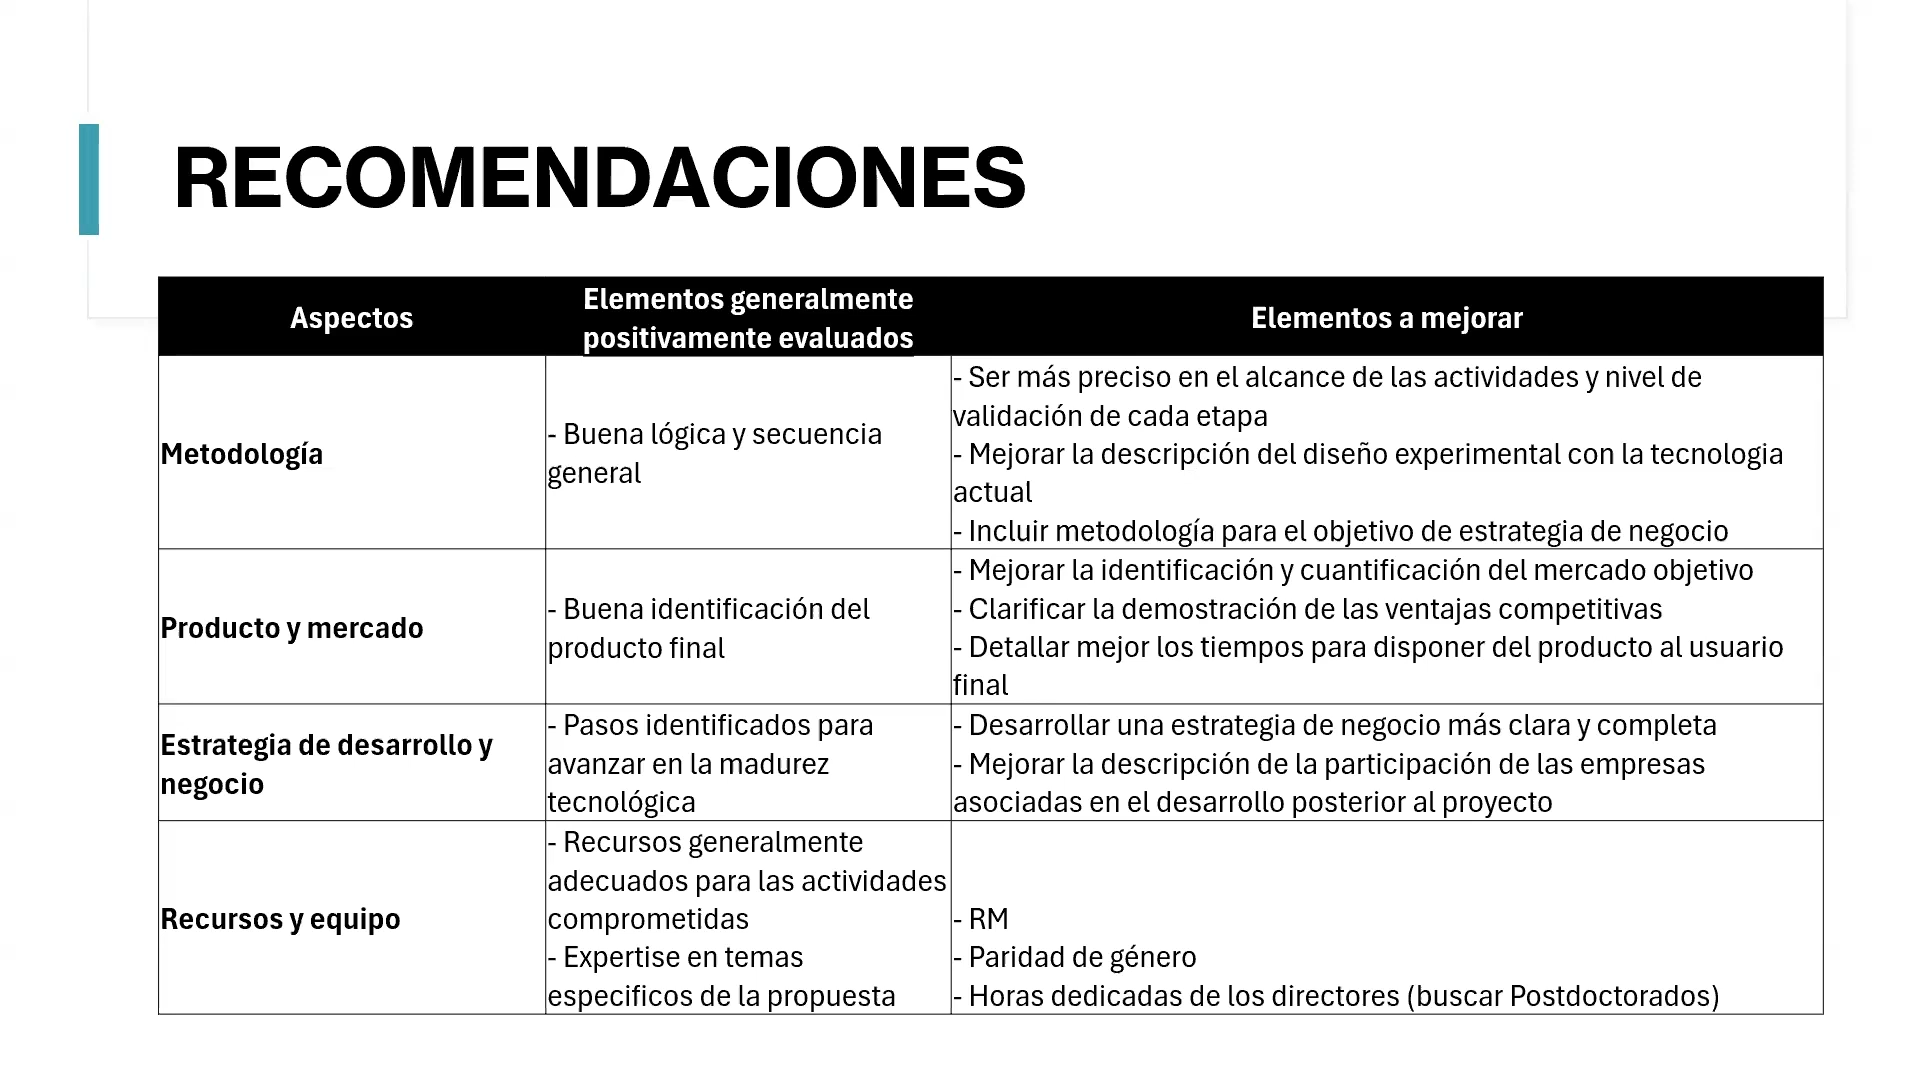 RECOMENDACIONES
Aspectos
Elementos generalmente
positivamente evaluados
Elementos a mejorar
Metodología
- Buena lógica y secuencia
general
- Ser más preciso en el alcance de las actividades y nivel de
validación de cada etapa
- Mejorar la descripción del diseño experimental con la tecnologia
actual
- Incluir metodología para el objetivo de estrategia de negocio
Producto y mercado
- Buena identificación del
producto final
- Mejorar la identificación y cuantificación del mercado objetivo
- Clarificar la demostración de las ventajas competitivas
- Detallar mejor los tiempos para disponer del producto al usuario
final
Estrategia de desarrollo y
negocio
- Pasos identificados para
avanzar en la madurez
tecnológica
- Desarrollar una estrategia de negocio más clara y completa
- Mejorar la descripción de la participación de las empresas
asociadas en el desarrollo posterior al proyecto
Recursos y equipo
- Recursos generalmente
adecuados para las actividades
comprometidas
- Expertise en temas
especificos de la propuesta
- RM
- Paridad de género
- Horas dedicadas de los directores (buscar Postdoctorados)